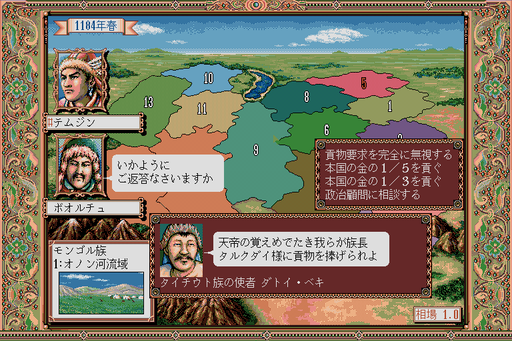 1184年春
テムジン
いかように
ご返答なさいますか
ボオルチュ
モンゴル族
1:オノン河流域
10
13
11
9
8
5
1
6
2
貢物要求を完全に無視する
本国の金の1/5を貢ぐ
本国の金の1/3を貢ぐ
政治顧問に相談する
天帝の覚えめでたき我らが族長
タルクダイ様に貢物を捧げられよ
タイチウト族の使者 ダトイ・ベキ
相場 1.0